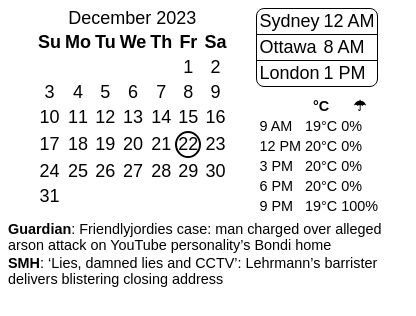 December 2023
Su Mo Tu We Th Fr Sa
1 2
3 4 5 6 7 8 9
10 11 12 13 14 15 16
17 18 19 20 21 22 23
24 25 26 27 28 29 30
31
Sydney 12 AM
Ottawa 8 AM
London 1 PM
°C ☂
9 AM 19°C 0%
12 PM 20°C 0%
3 PM 20°C 0%
6 PM 20°C 0%
9 PM 19°C 100%
Guardian: Friendlyjordies case: man charged over alleged
arson attack on YouTube personality’s Bondi home
SMH: ‘Lies, damned lies and CCTV’: Lehrmann’s barrister
delivers blistering closing address